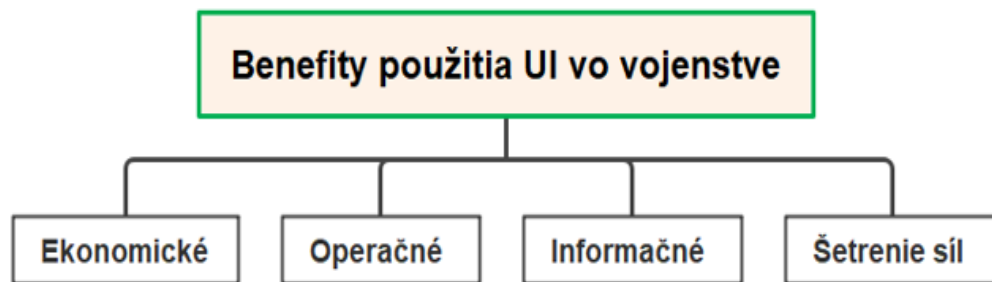 Benefity použitia UI vo vojenstve
Ekonomické
Operačné
Informačné
Šetrenie síl